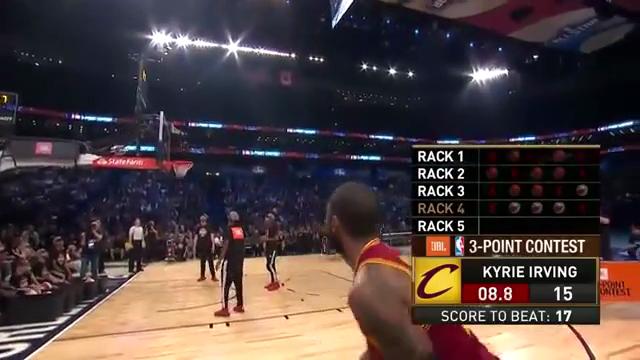 RACK 1
RACK 2
RACK 3
RACK 4
RACK 5
JBL 3-POINT CONTEST
C KYRIE IRVING
08.8 15
SCORE TO BEAT: 17
State Farm
JBL